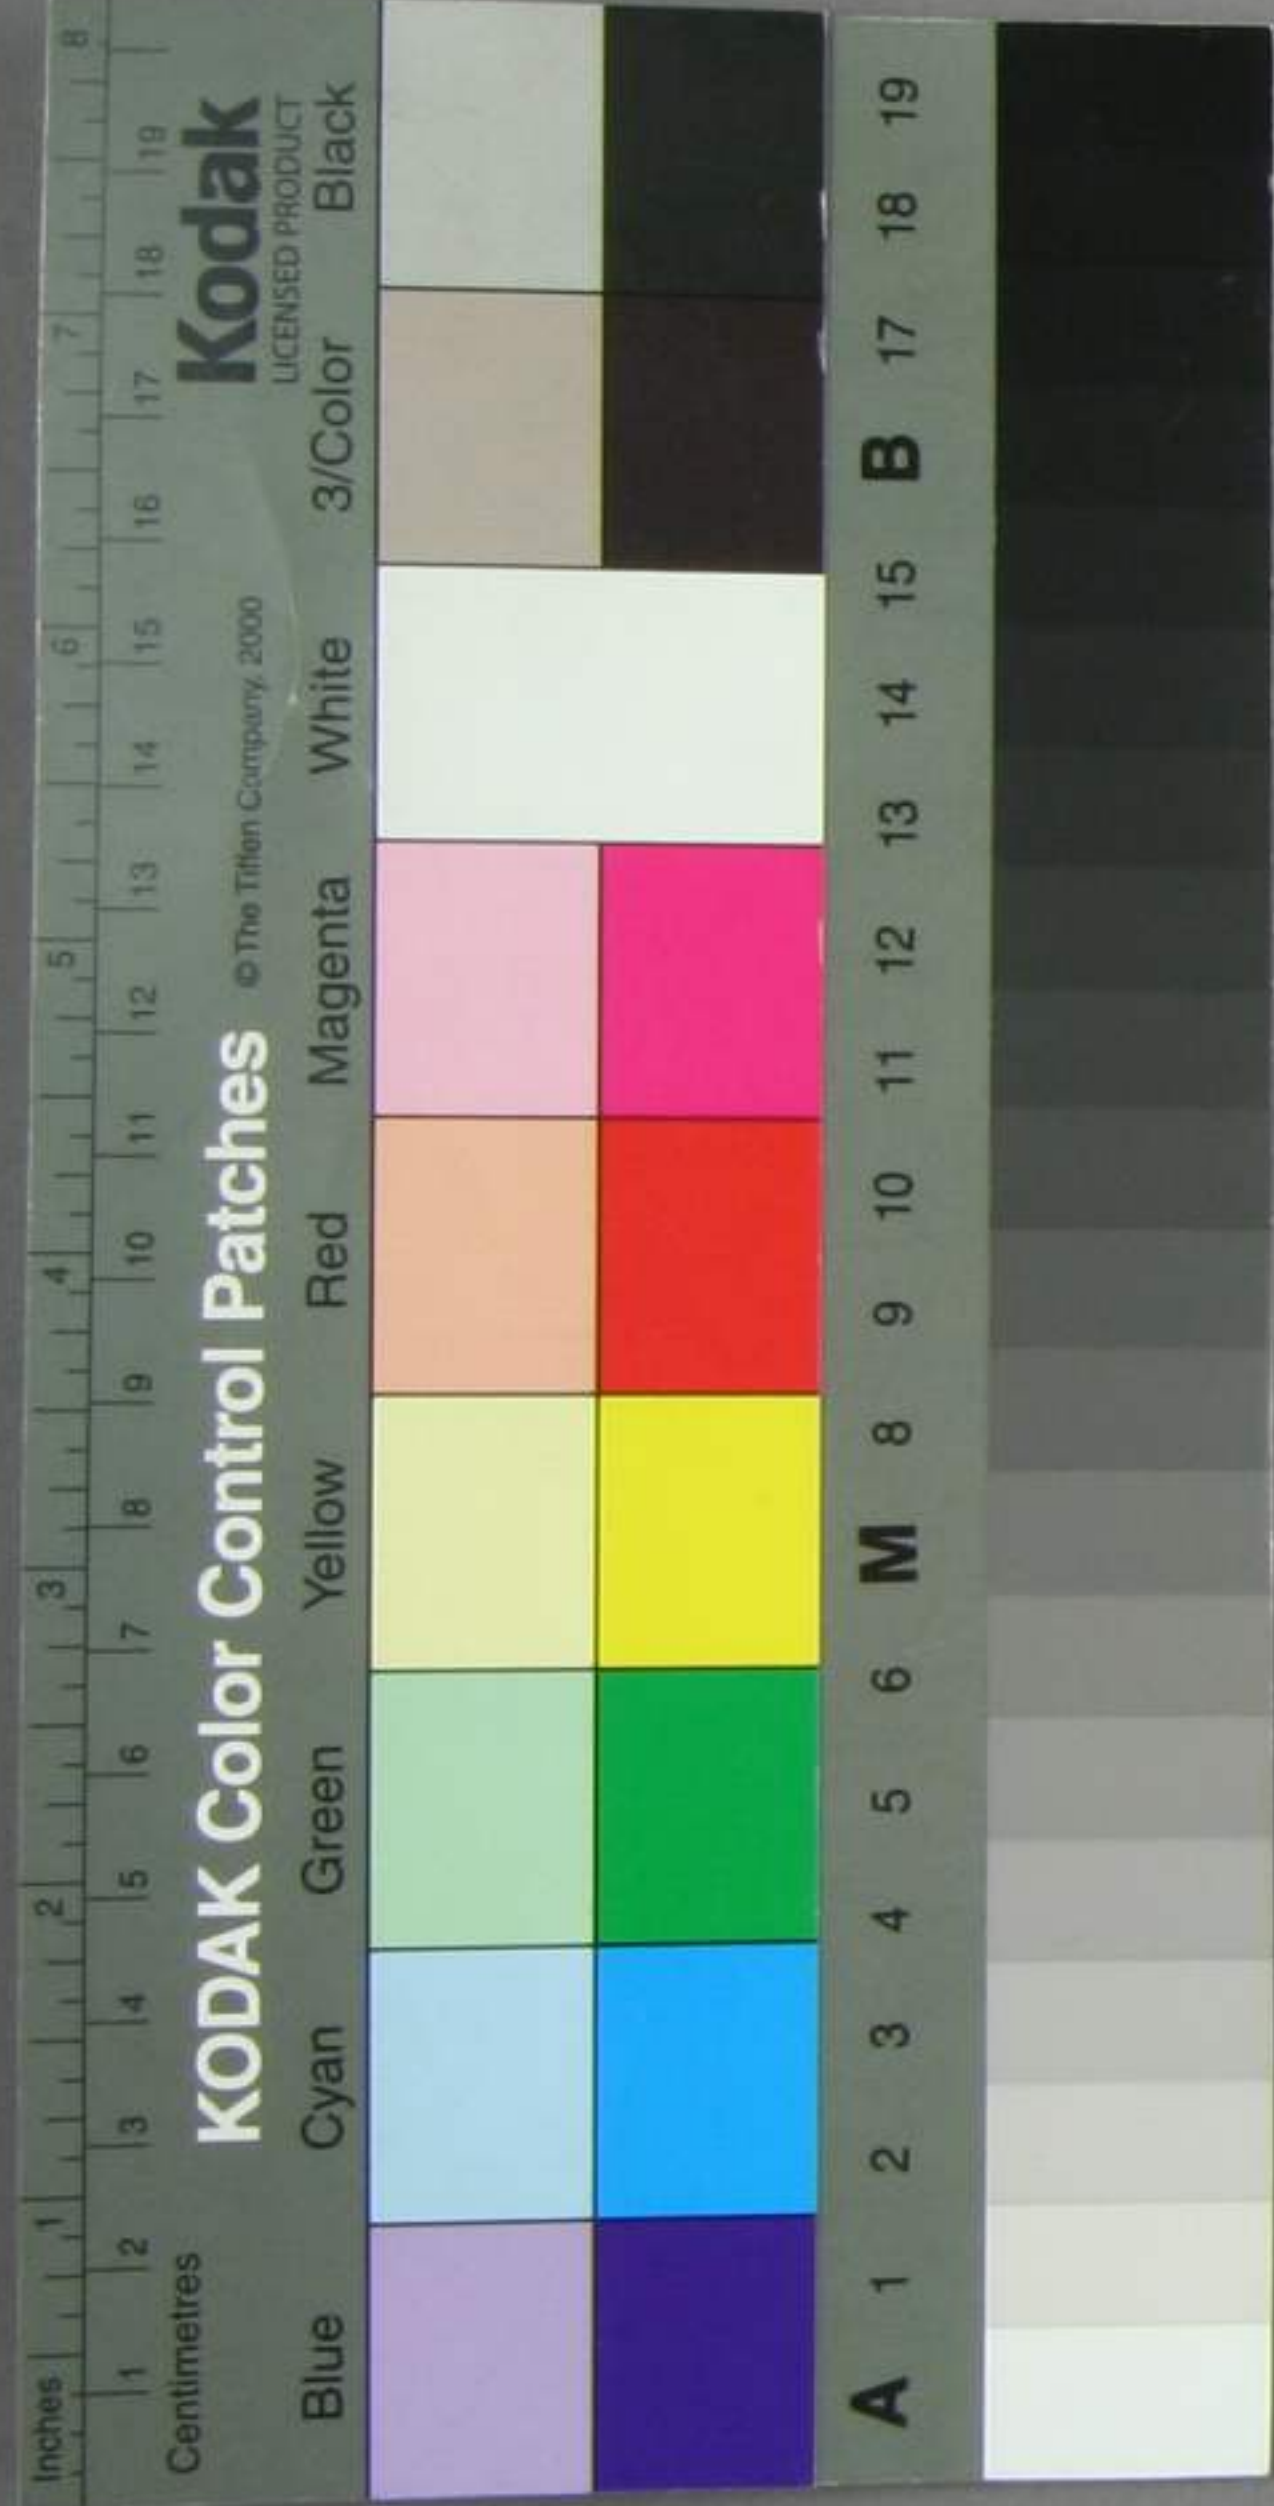 Inches 1 2 3 4 5 6 7 8
1 2 3 4 5 6 7 8 9 10 11 12 13 14 15 16 17 18 19
Centimetres
KODAK Color Control Patches © The Tiffen Company, 2000 Kodak
LICENSED PRODUCT
Blue Cyan Green Yellow Red Magenta White 3/Color Black
A 1 2 3 4 5 6 M 8 9 10 11 12 13 14 15 B 17 18 19